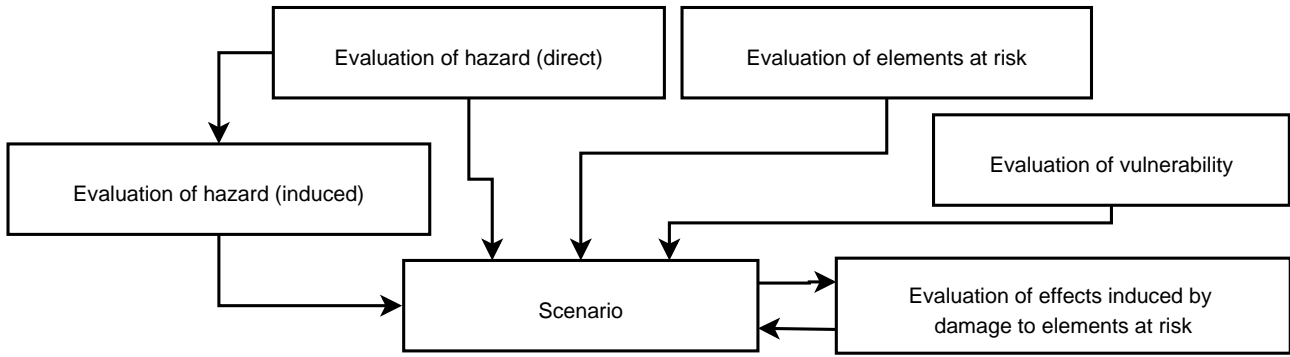 Evaluation of hazard (direct)
Evaluation of elements at risk
Evaluation of vulnerability
Evaluation of hazard (induced)
Scenario
Evaluation of effects induced by
damage to elements at risk